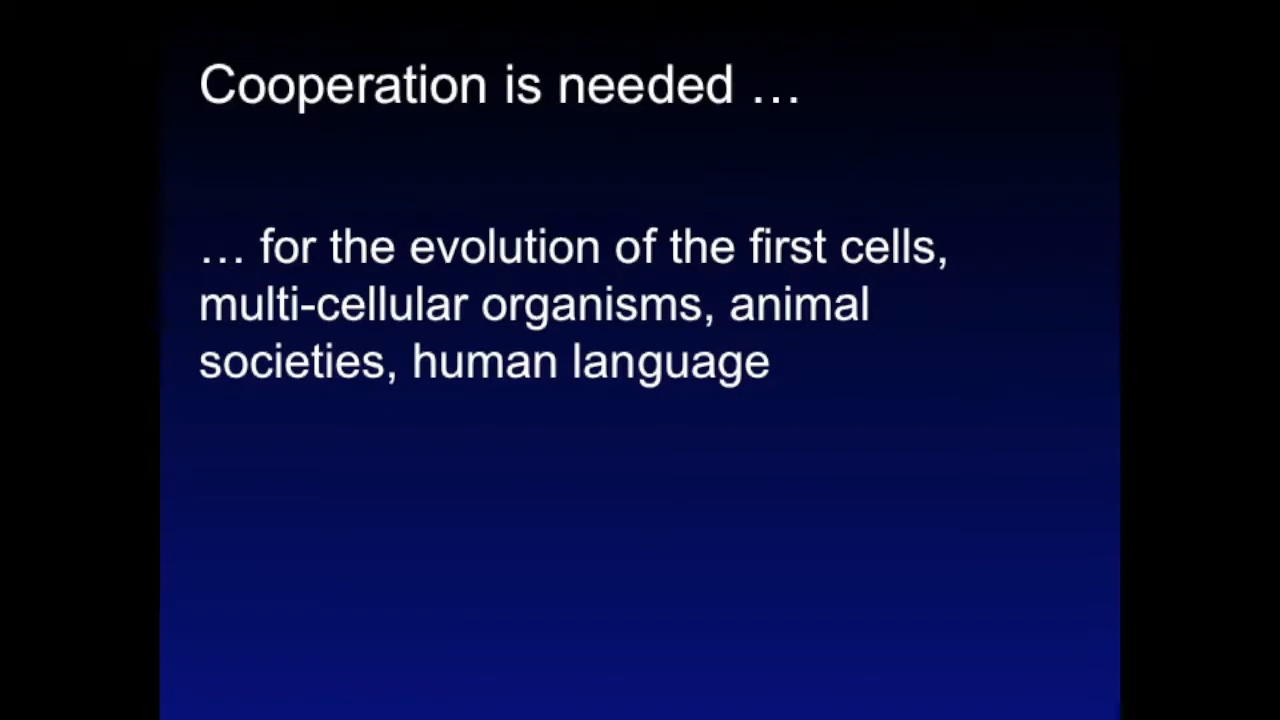 Cooperation is needed …
… for the evolution of the first cells,
multi-cellular organisms, animal
societies, human language